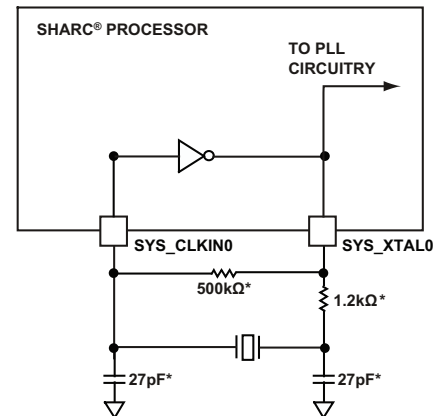 SHARC® PROCESSOR
TO PLL
CIRCUITRY
SYS_CLKIN0
SYS_XTAL0
500kΩ*
1.2kΩ*
27pF*
27pF*